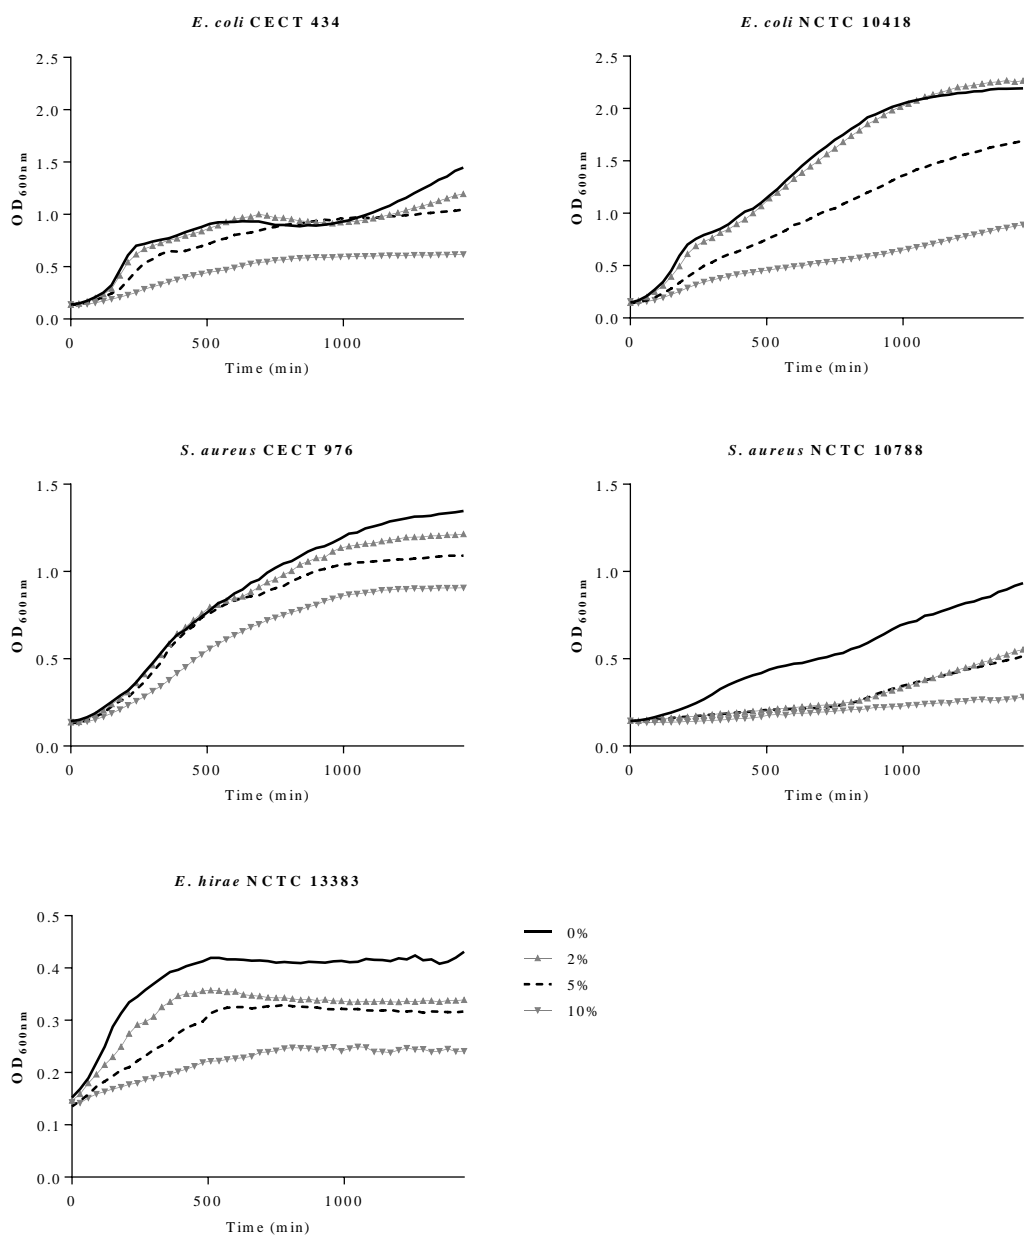 E. coli CECT 434
2.5
2.0
1.5
1.0
0.5
0.0
OD600nm
0 500 1000
Time (min)
E. coli NCTC 10418
2.5
2.0
1.5
1.0
0.5
0.0
OD600nm
0 500 1000
Time (min)
S. aureus CECT 976
1.5
1.0
0.5
0.0
OD600nm
0 500 1000
Time (min)
S. aureus NCTC 10788
1.5
1.0
0.5
0.0
OD600nm
0 500 1000
Time (min)
E. hirae NCTC 13383
0.5
0.4
0.3
0.2
0.1
0.0
OD600nm
0 500 1000
Time (min)
0%
2%
5%
10%